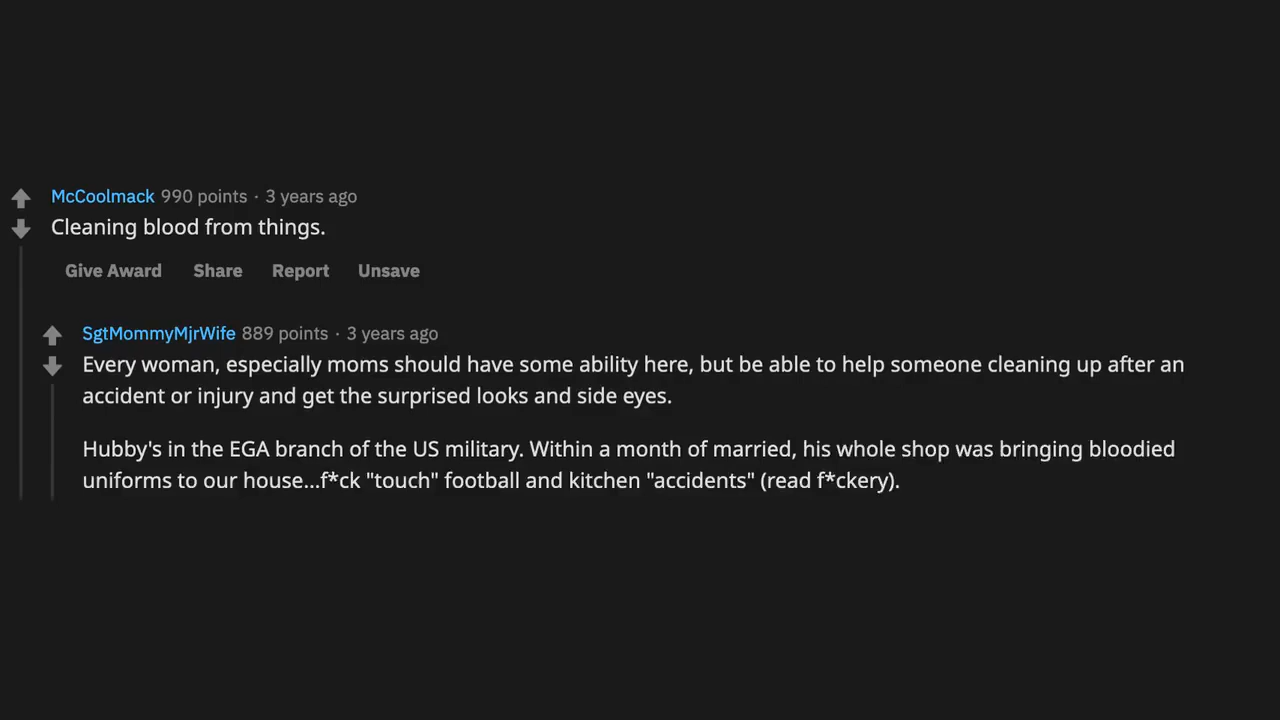 McCoolmack 990 points · 3 years ago
Cleaning blood from things.
Give Award Share Report Unsave
SgtMommyMjrWife 889 points · 3 years ago
Every woman, especially moms should have some ability here, but be able to help someone cleaning up after an
accident or injury and get the surprised looks and side eyes.
Hubby's in the EGA branch of the US military. Within a month of married, his whole shop was bringing bloodied
uniforms to our house...f*ck "touch" football and kitchen "accidents" (read f*ckery).